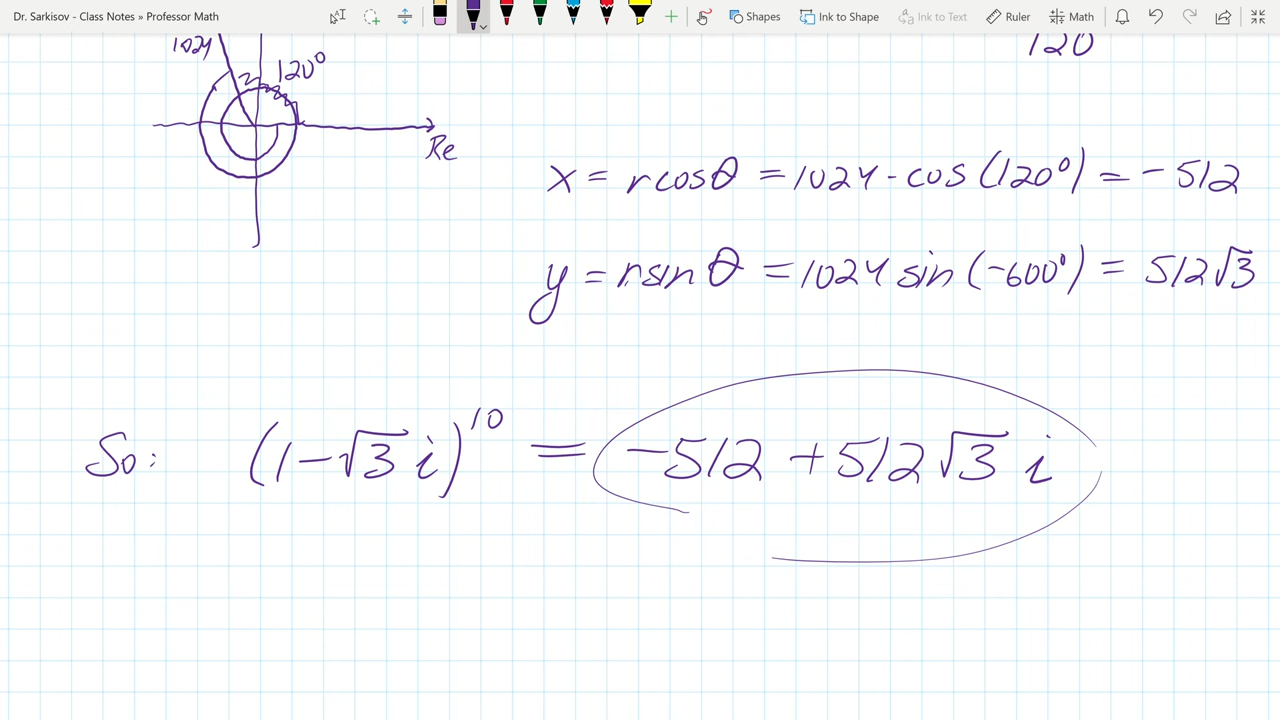 Dr. Sarkisov - Class Notes » Professor Math
Shapes
Ink to Shape
Ink to Text
Ruler
Math
1024
120°
Re
120
x = r cos θ = 1024 · cos (120°) = -512
y = r sin θ = 1024 sin (-600°) = 512√3
So: (1-√3 i)^10 = -512 + 512√3 i